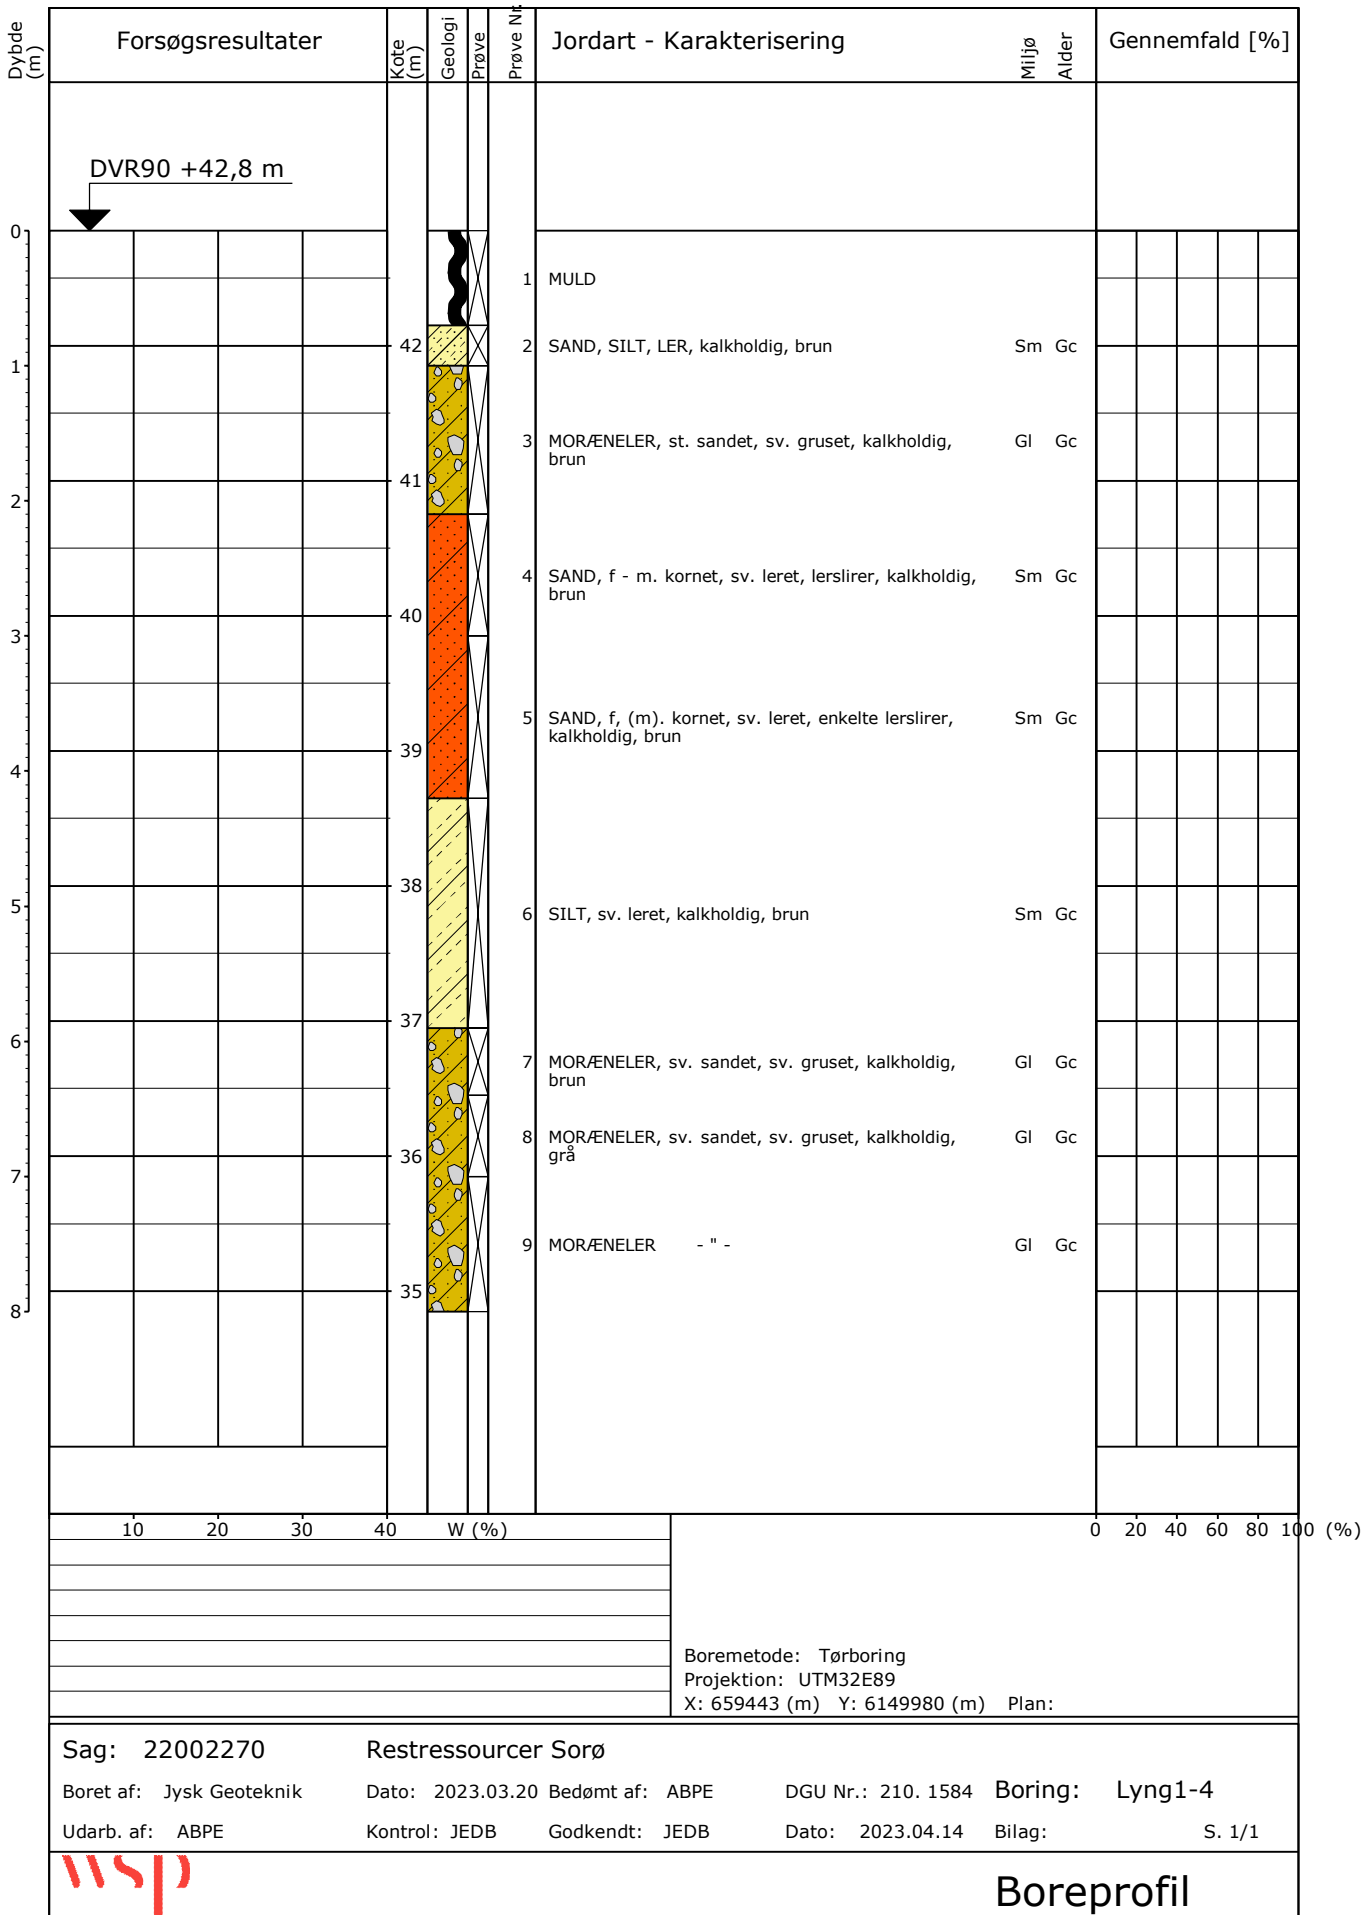 Dybde (m)
Forsøgsresultater
Kote (m)
Geologi
Prøve
Prøve Nr.
Jordart - Karakterisering
Miljø
Alder
Gennemfald [%]
DVR90 +42,8 m
0
1 MULD
42 2 SAND, SILT, LER, kalkholdig, brun Sm Gc
1
3 MORÆNELER, st. sandet, sv. gruset, kalkholdig, Gl Gc
brun
41
2
4 SAND, f - m. kornet, sv. leret, lerslirer, kalkholdig, Sm Gc
brun
40
3
5 SAND, f, (m). kornet, sv. leret, enkelte lerslirer, Sm Gc
kalkholdig, brun
39
4
38
5
6 SILT, sv. leret, kalkholdig, brun Sm Gc
37
6
7 MORÆNELER, sv. sandet, sv. gruset, kalkholdig, Gl Gc
brun
8 MORÆNELER, sv. sandet, sv. gruset, kalkholdig, Gl Gc
grå
36
7
9 MORÆNELER - " - Gl Gc
35
8
10 20 30 40 W (%) 0 20 40 60 80 100 (%)
Boremetode: Tørboring
Projektion: UTM32E89
X: 659443 (m) Y: 6149980 (m) Plan:
Sag: 22002270 Restressourcer Sorø
Boret af: Jysk Geoteknik Dato: 2023.03.20 Bedømt af: ABPE DGU Nr.: 210. 1584 Boring: Lyng1-4
Udarb. af: ABPE Kontrol: JEDB Godkendt: JEDB Dato: 2023.04.14 Bilag: S. 1/1
wsp
Boreprofil